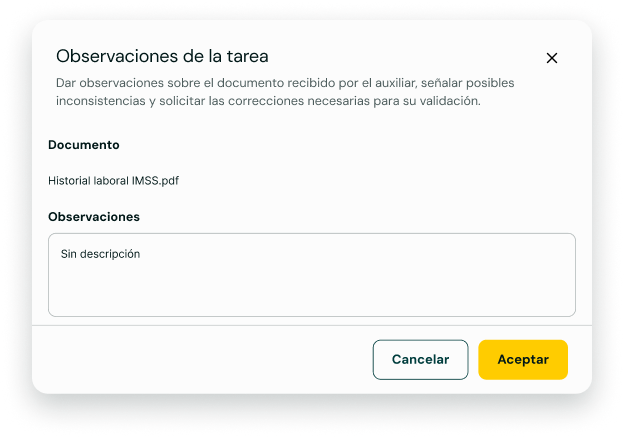 Observaciones de la tarea
Dar observaciones sobre el documento recibido por el auxiliar, señalar posibles
inconsistencias y solicitar las correcciones necesarias para su validación.
Documento
Historial laboral IMSS.pdf
Observaciones
Sin descripción
Cancelar
Aceptar